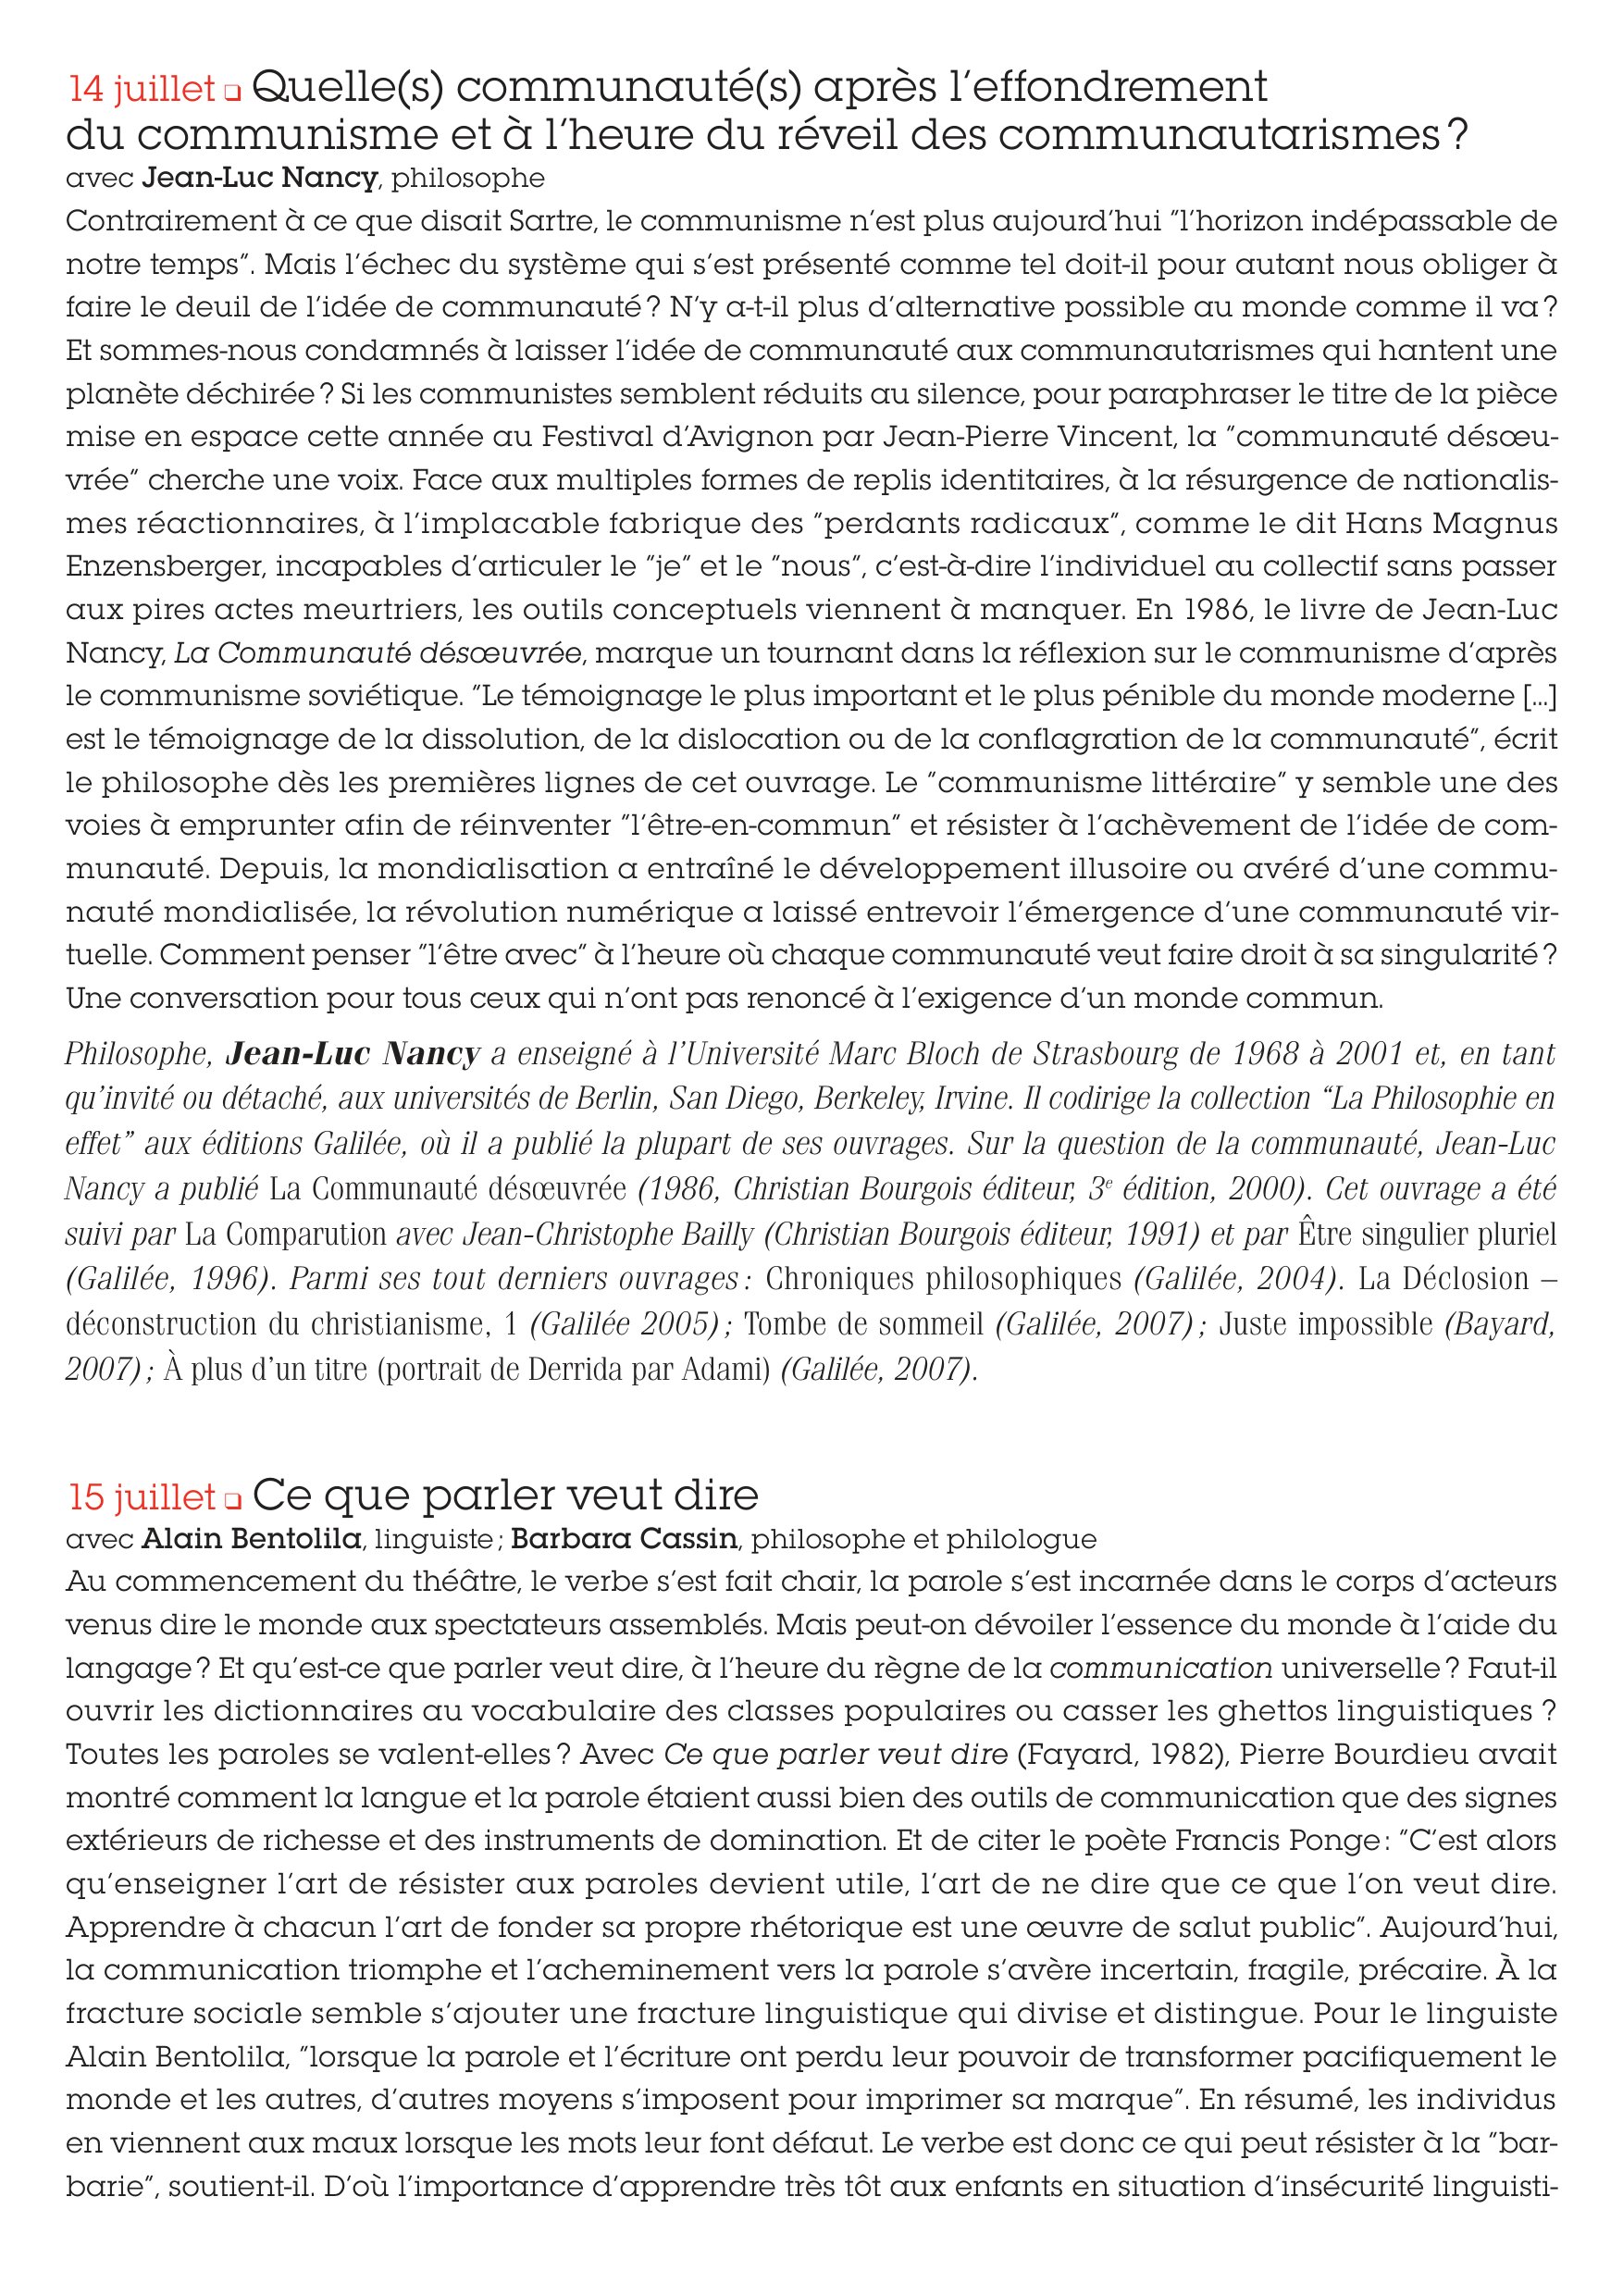 14 juillet ❑ Quelle(s) communauté(s) après l’effondrement
du communisme et à l’heure du réveil des communautarismes ?
avec Jean-Luc Nancy, philosophe
Contrairement à ce que disait Sartre, le communisme n’est plus aujourd’hui “l’horizon indépassable de
notre temps”. Mais l’échec du système qui s’est présenté comme tel doit-il pour autant nous obliger à
faire le deuil de l’idée de communauté ? N’y a-t-il plus d’alternative possible au monde comme il va ?
Et sommes-nous condamnés à laisser l’idée de communauté aux communautarismes qui hantent une
planète déchirée ? Si les communistes semblent réduits au silence, pour paraphraser le titre de la pièce
mise en espace cette année au Festival d’Avignon par Jean-Pierre Vincent, la “communauté désœu-
vrée” cherche une voix. Face aux multiples formes de replis identitaires, à la résurgence de nationalis-
mes réactionnaires, à l’implacable fabrique des “perdants radicaux”, comme le dit Hans Magnus
Enzensberger, incapables d’articuler le “je” et le “nous”, c’est-à-dire l’individuel au collectif sans passer
aux pires actes meurtriers, les outils conceptuels viennent à manquer. En 1986, le livre de Jean-Luc
Nancy, La Communauté désœuvrée, marque un tournant dans la réflexion sur le communisme d’après
le communisme soviétique. “Le témoignage le plus important et le plus pénible du monde moderne [...]
est le témoignage de la dissolution, de la dislocation ou de la conflagration de la communauté”, écrit
le philosophe dès les premières lignes de cet ouvrage. Le “communisme littéraire” y semble une des
voies à emprunter afin de réinventer “l’être-en-commun” et résister à l’achèvement de l’idée de com-
munauté. Depuis, la mondialisation a entraîné le développement illusoire ou avéré d’une commu-
nauté mondialisée, la révolution numérique a laissé entrevoir l’émergence d’une communauté vir-
tuelle. Comment penser “l’être avec” à l’heure où chaque communauté veut faire droit à sa singularité ?
Une conversation pour tous ceux qui n’ont pas renoncé à l’exigence d’un monde commun.
Philosophe, Jean-Luc Nancy a enseigné à l’Université Marc Bloch de Strasbourg de 1968 à 2001 et, en tant
qu’invité ou détaché, aux universités de Berlin, San Diego, Berkeley, Irvine. Il codirige la collection “La Philosophie en
effet” aux éditions Galilée, où il a publié la plupart de ses ouvrages. Sur la question de la communauté, Jean-Luc
Nancy a publié La Communauté désœuvrée (1986, Christian Bourgois éditeur, 3e édition, 2000). Cet ouvrage a été
suivi par La Comparution avec Jean-Christophe Bailly (Christian Bourgois éditeur, 1991) et par Être singulier pluriel
(Galilée, 1996). Parmi ses tout derniers ouvrages : Chroniques philosophiques (Galilée, 2004). La Déclosion –
déconstruction du christianisme, 1 (Galilée 2005) ; Tombe de sommeil (Galilée, 2007) ; Juste impossible (Bayard,
2007) ; À plus d’un titre (portrait de Derrida par Adami) (Galilée, 2007).
15 juillet ❑ Ce que parler veut dire
avec Alain Bentolila, linguiste ; Barbara Cassin, philosophe et philologue
Au commencement du théâtre, le verbe s’est fait chair, la parole s’est incarnée dans le corps d’acteurs
venus dire le monde aux spectateurs assemblés. Mais peut-on dévoiler l’essence du monde à l’aide du
langage ? Et qu’est-ce que parler veut dire, à l’heure du règne de la communication universelle ? Faut-il
ouvrir les dictionnaires au vocabulaire des classes populaires ou casser les ghettos linguistiques ?
Toutes les paroles se valent-elles ? Avec Ce que parler veut dire (Fayard, 1982), Pierre Bourdieu avait
montré comment la langue et la parole étaient aussi bien des outils de communication que des signes
extérieurs de richesse et des instruments de domination. Et de citer le poète Francis Ponge : “C’est alors
qu’enseigner l’art de résister aux paroles devient utile, l’art de ne dire que ce que l’on veut dire.
Apprendre à chacun l’art de fonder sa propre rhétorique est une œuvre de salut public”. Aujourd’hui,
la communication triomphe et l’acheminement vers la parole s’avère incertain, fragile, précaire. À la
fracture sociale semble s’ajouter une fracture linguistique qui divise et distingue. Pour le linguiste
Alain Bentolila, “lorsque la parole et l’écriture ont perdu leur pouvoir de transformer pacifiquement le
monde et les autres, d’autres moyens s’imposent pour imprimer sa marque”. En résumé, les individus
en viennent aux maux lorsque les mots leur font défaut. Le verbe est donc ce qui peut résister à la “bar-
barie”, soutient-il. D’où l’importance d’apprendre très tôt aux enfants en situation d’insécurité linguisti-